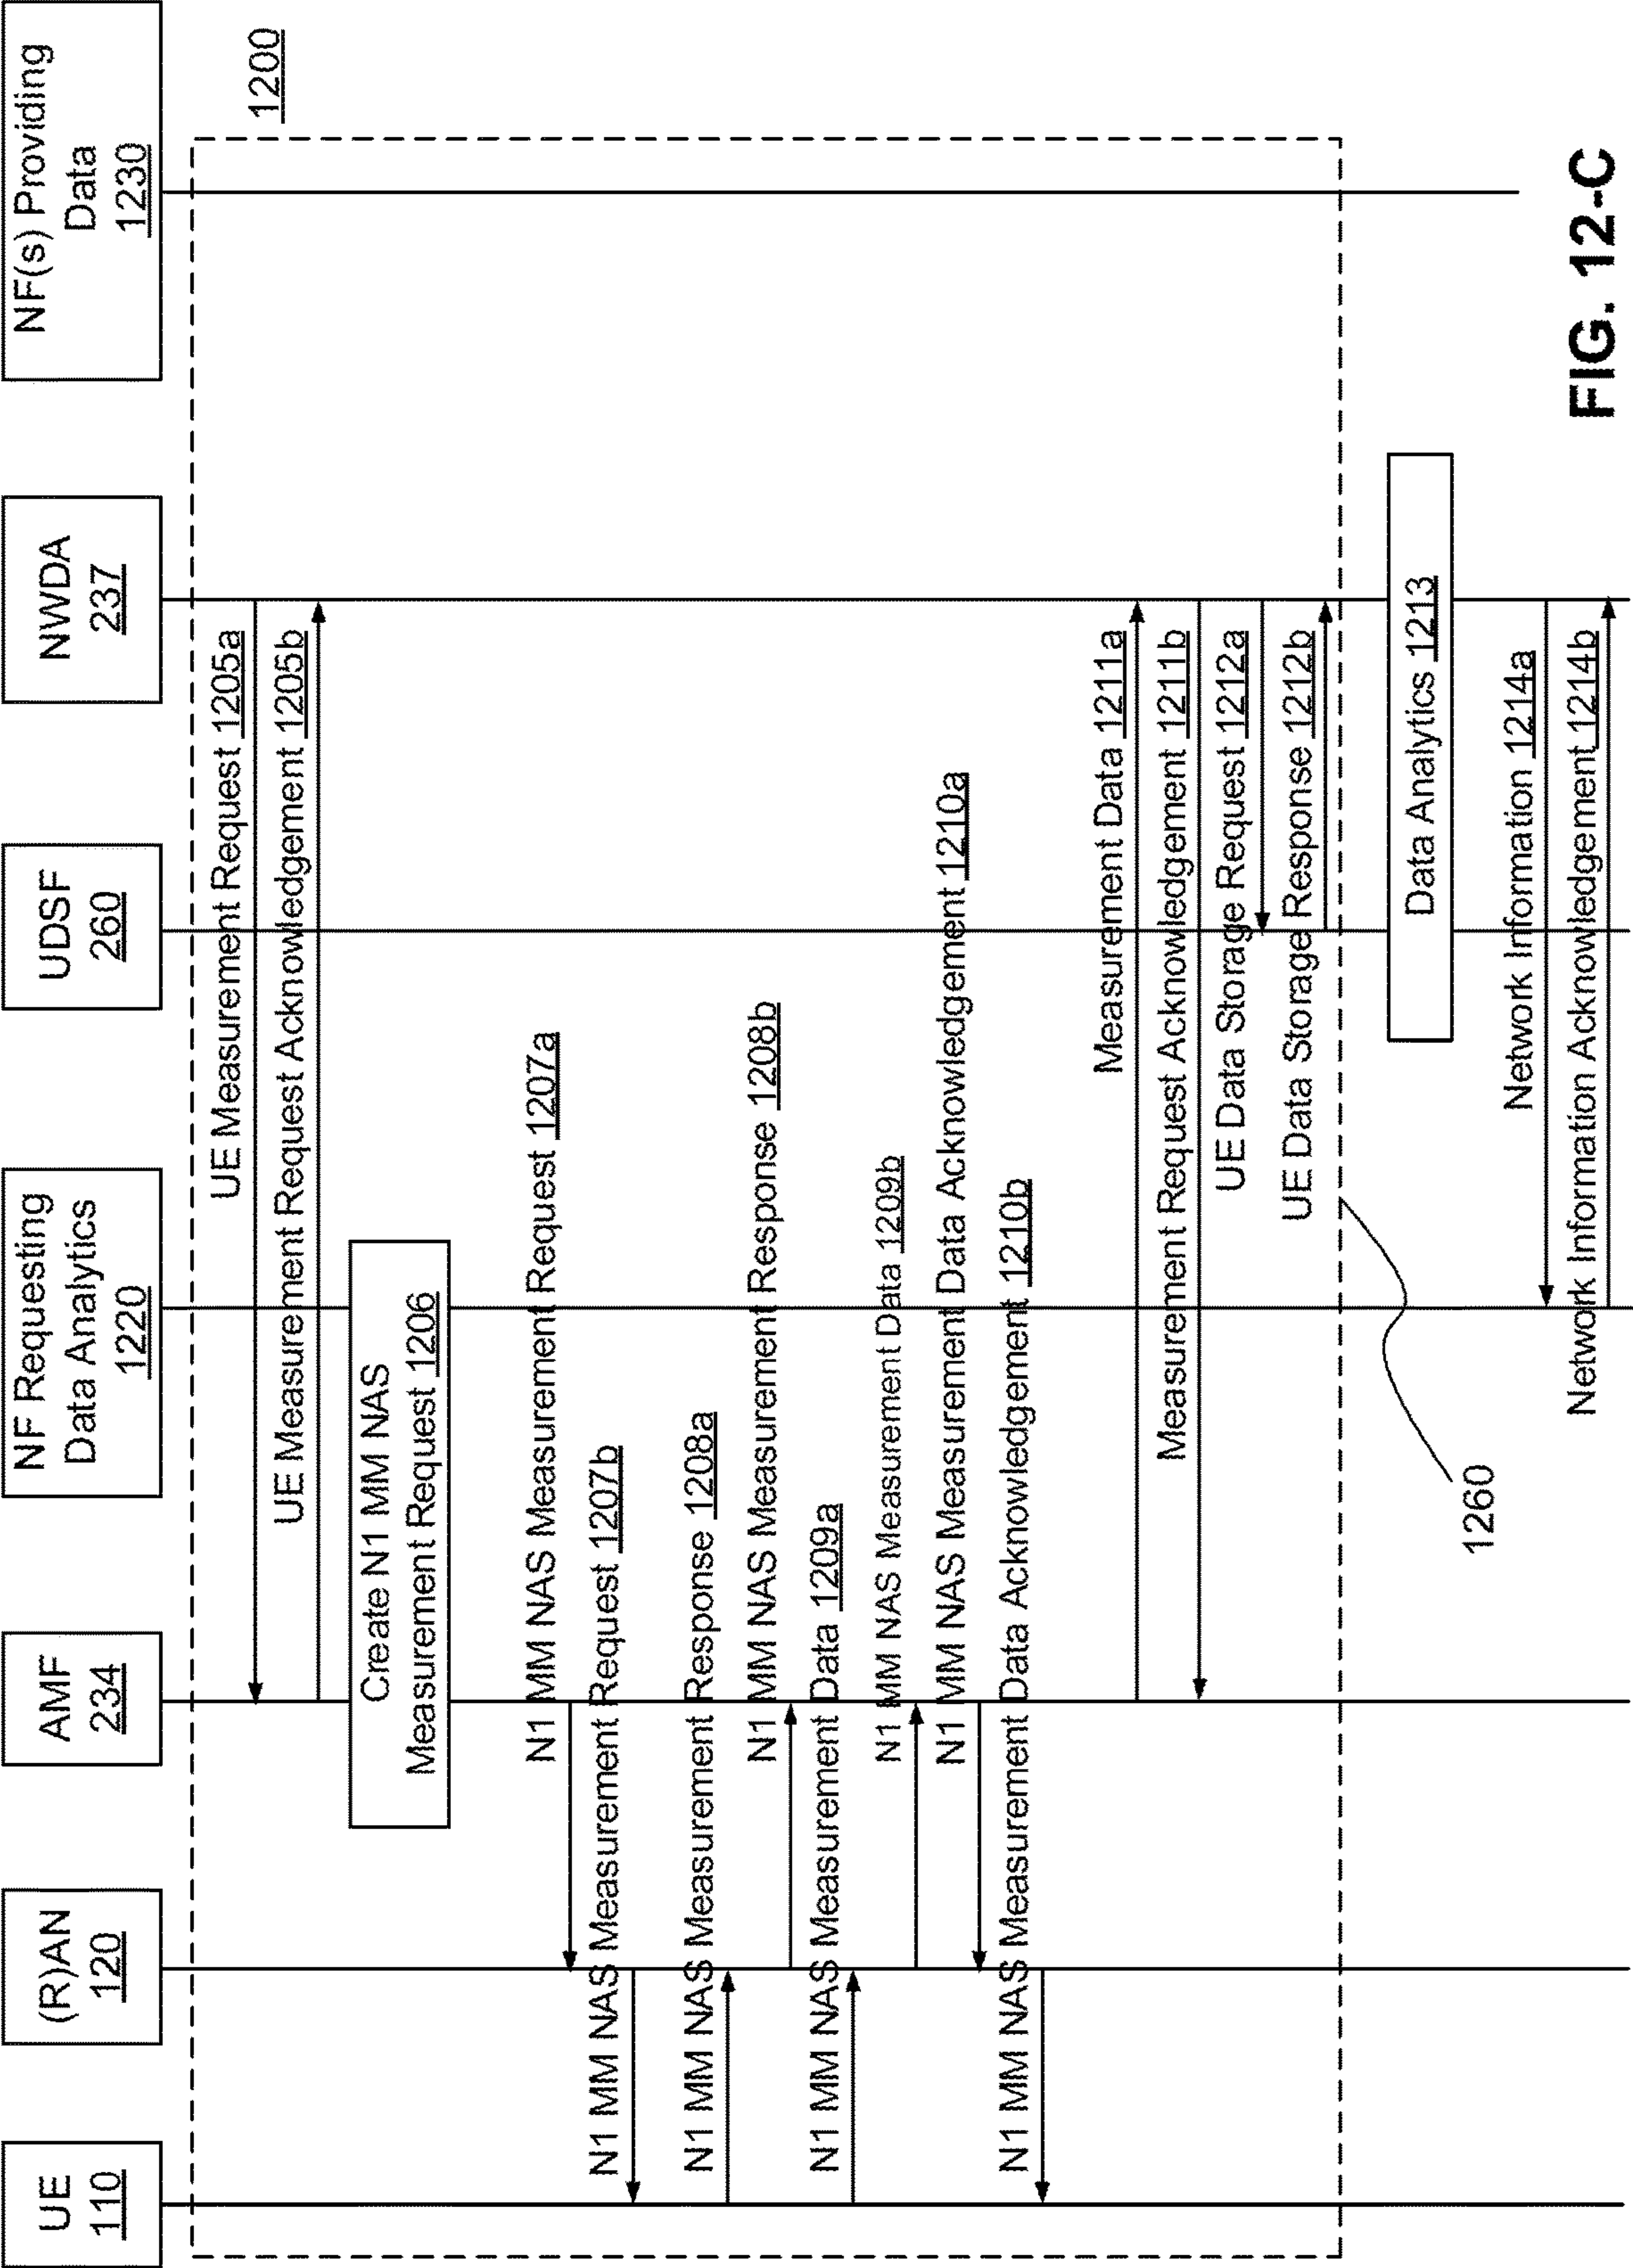 UE
110
(R)AN
120
AMF
234
NF Requesting
Data Analytics
1220
UDSF
260
NWDA
237
NF(s) Providing
Data
1230
1200
UE Measurement Request 1205a
UE Measurement Request Acknowledgement 1205b
Create N1 MM NAS
Measurement Request 1206
N1 MM NAS Measurement Request 1207a
N1 MM NAS Measurement Request 1207b
N1 MM NAS Measurement Response 1208a
N1 MM NAS Measurement Response 1208b
N1 MM NAS Measurement Data 1209a
N1 MM NAS Measurement Data 1209b
N1 MM NAS Measurement Data Acknowledgement 1210a
N1 MM NAS Measurement Data Acknowledgement 1210b
Measurement Data 1211a
Measurement Request Acknowledgement 1211b
UE Data Storage Request 1212a
UE Data Storage Response 1212b
Data Analytics 1213
1260
Network Information 1214a
Network Information Acknowledgement 1214b
FIG. 12-C